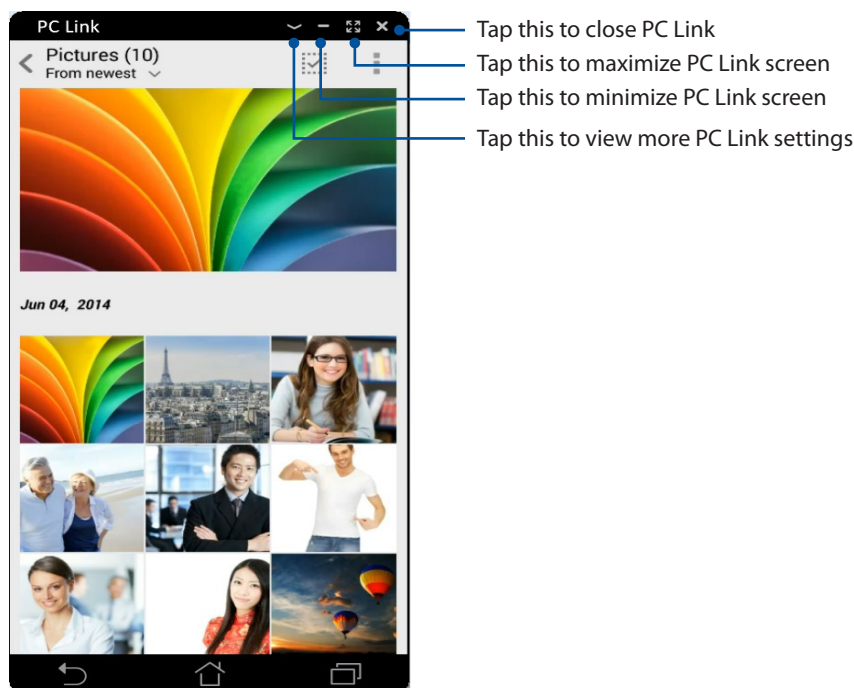 PC Link
Tap this to close PC Link
Pictures (10)
From newest
Tap this to maximize PC Link screen
Tap this to minimize PC Link screen
Tap this to view more PC Link settings
Jun 04, 2014